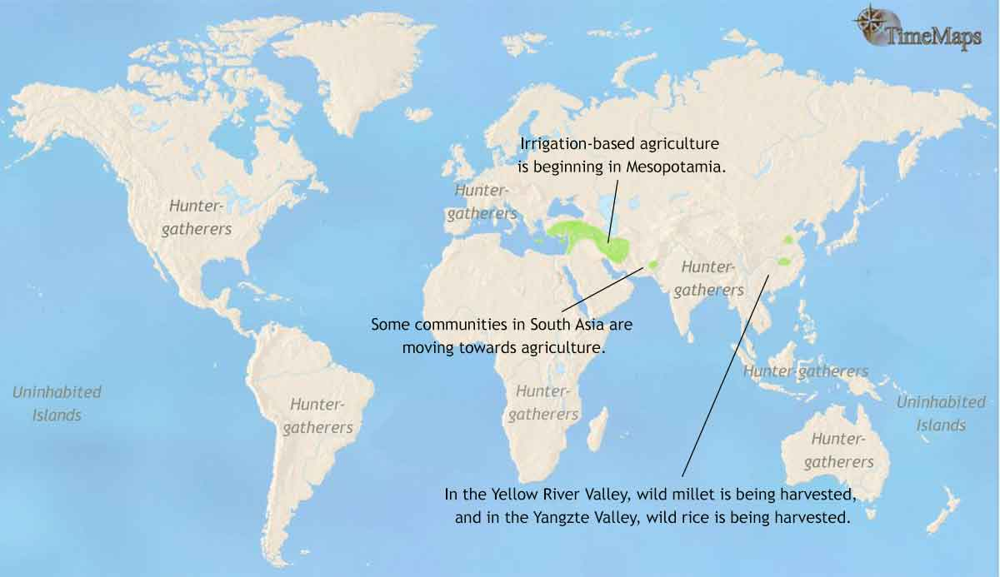 TimeMaps
Irrigation-based agriculture
is beginning in Mesopotamia.
Hunter-
gatherers
Hunter-
gatherers
Hunter-
gatherers
Some communities in South Asia are
moving towards agriculture.
Hunter-gatherers
Uninhabited
Islands
Hunter-
gatherers
Hunter-
gatherers
Uninhabited
Islands
Hunter-
gatherers
In the Yellow River Valley, wild millet is being harvested,
and in the Yangzte Valley, wild rice is being harvested.